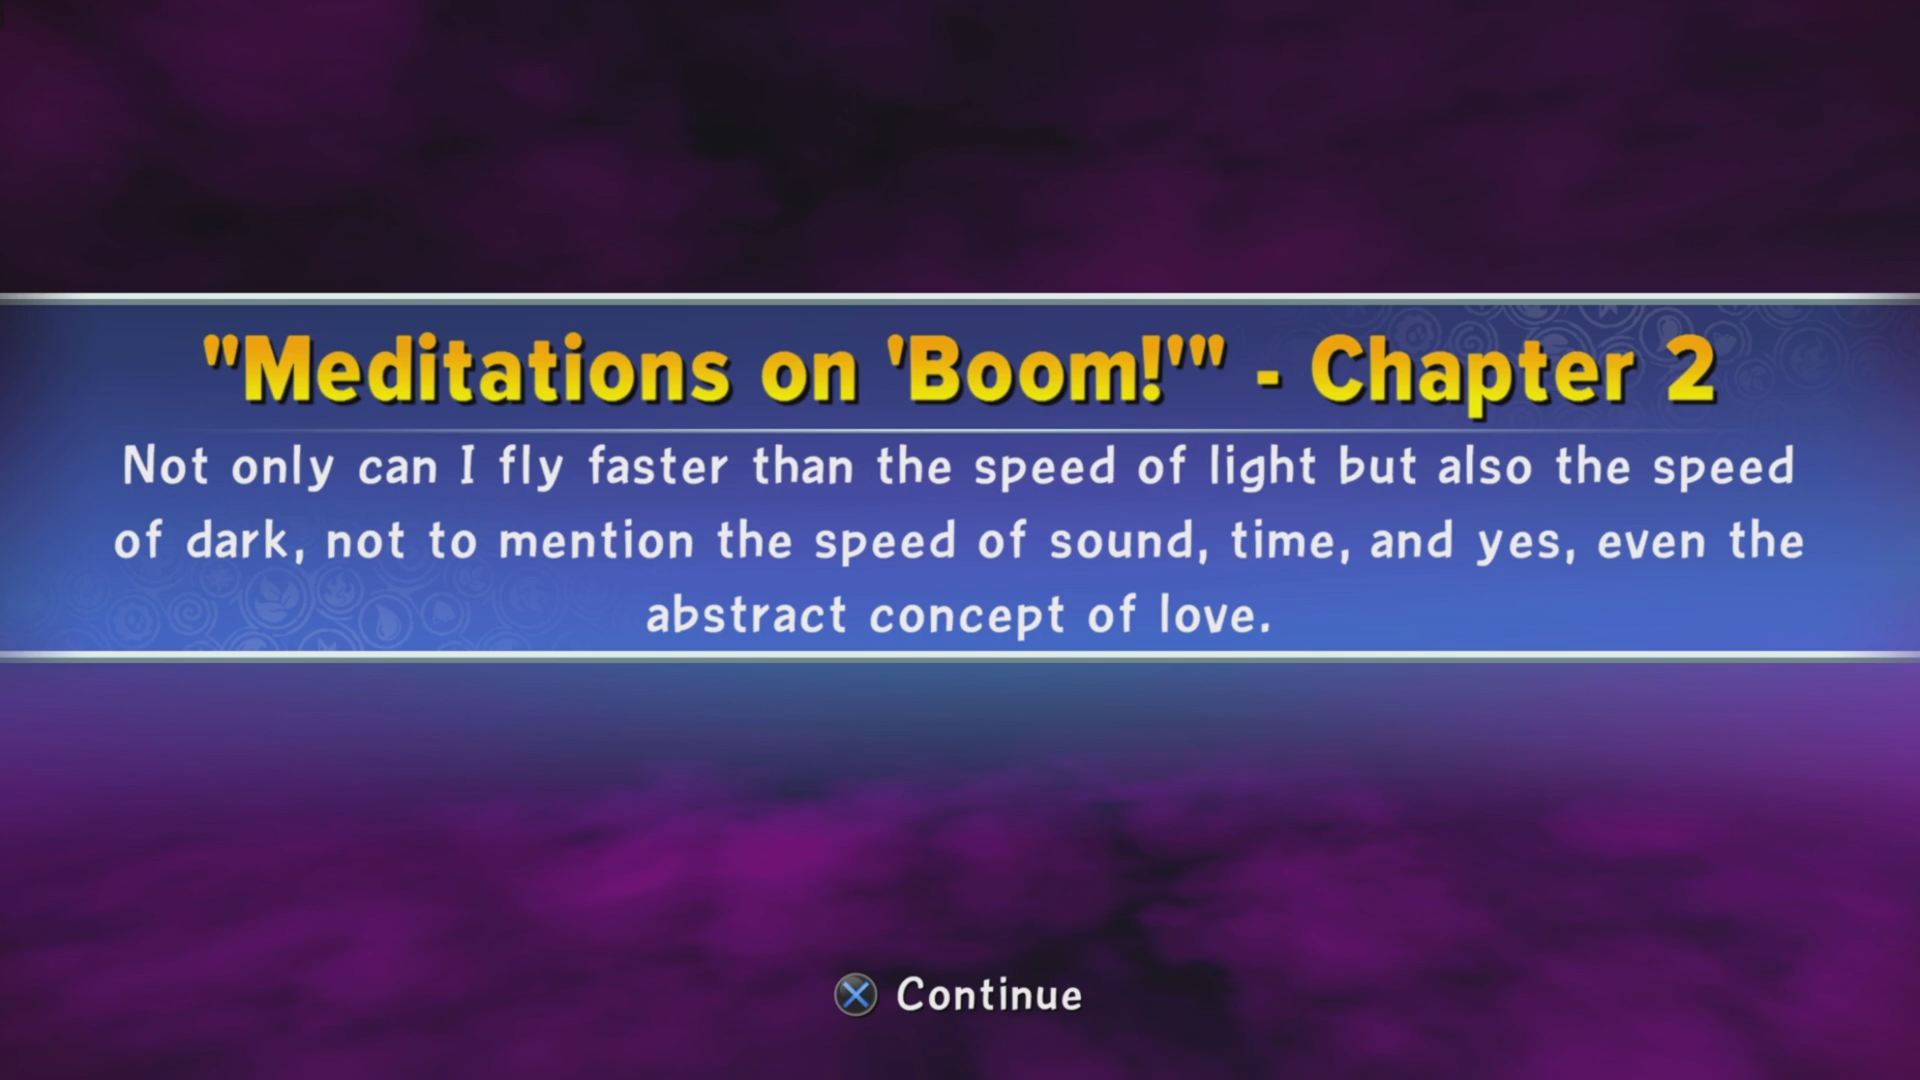 "Meditations on 'Boom!'" - Chapter 2
Not only can I fly faster than the speed of light but also the speed
of dark, not to mention the speed of sound, time, and yes, even the
abstract concept of love.
Continue